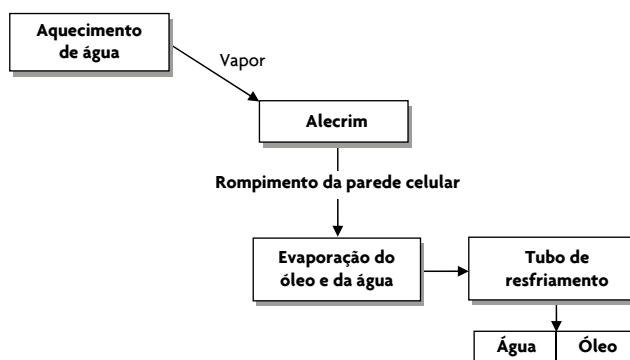 Aquecimento
de água
Vapor
Alecrim
Rompimento da parede celular
Evaporação do
óleo e da água
Tubo de
resfriamento
Água
Óleo